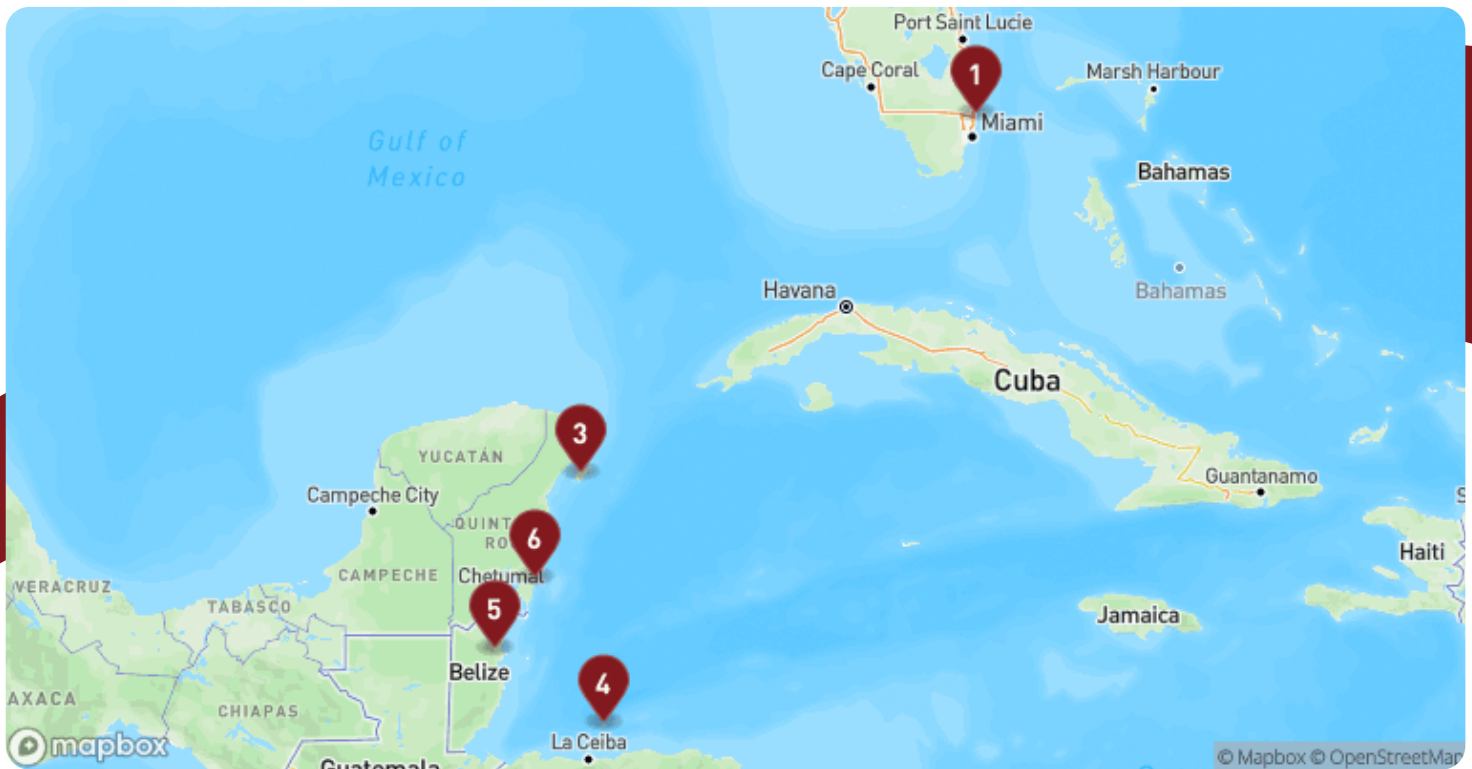 Port Saint Lucie
Cape Coral
1
Marsh Harbour
Miami
Gulf of
Mexico
Bahamas
Bahamas
Havana
Cuba
3
YUCATÁN
Guantanamo
Campeche City
QUINT
RO
6
Haiti
CAMPECHE
Chetumal
VERACRUZ
TABASCO
5
Jamaica
Belize
4
AXACA
CHIAPAS
La Ceiba
mapbox
Guatemala
© Mapbox © OpenStreetMap